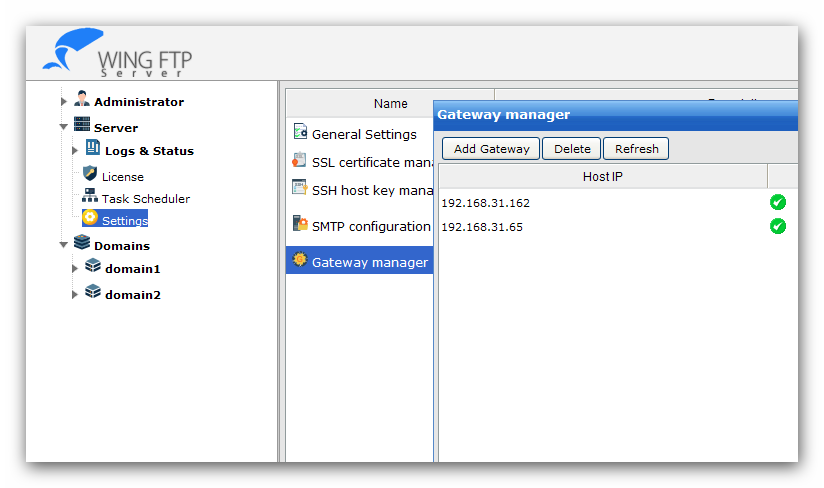 WING FTP
Server
Administrator
Server
Logs & Status
License
Task Scheduler
Settings
Domains
domain1
domain2
Name
General Settings
SSL certificate mana
SSH host key mana
SMTP configuration
Gateway manager
Gateway manager
Add Gateway Delete Refresh
Host IP
192.168.31.162
192.168.31.65